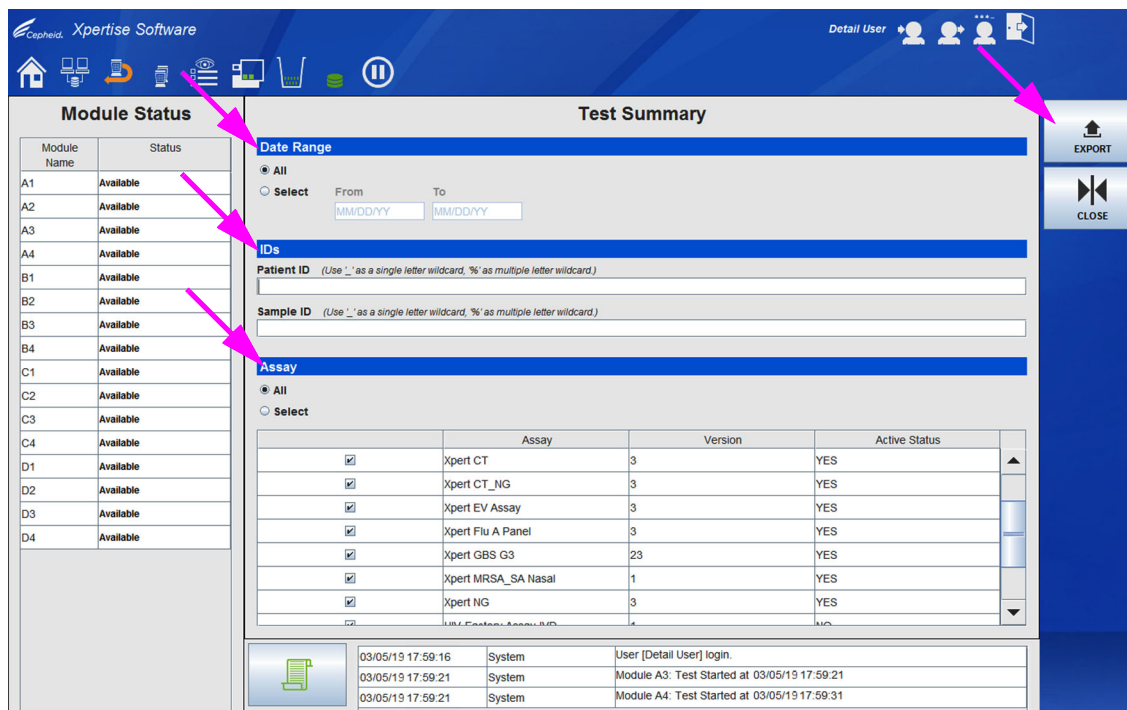 Cepheid. Xpertise Software
Detail User
Module Status
Module Name Status
A1 Available
A2 Available
A3 Available
A4 Available
B1 Available
B2 Available
B3 Available
B4 Available
C1 Available
C2 Available
C3 Available
C4 Available
D1 Available
D2 Available
D3 Available
D4 Available
Test Summary
Date Range
All
Select From To
MM/DD/YY MM/DD/YY
IDs
Patient ID (Use '_' as a single letter wildcard, '%' as multiple letter wildcard.)
Sample ID (Use '_' as a single letter wildcard, '%' as multiple letter wildcard.)
Assay
All
Select
Assay Version Active Status
Xpert CT 3 YES
Xpert CT_NG 3 YES
Xpert EV Assay 3 YES
Xpert Flu A Panel 3 YES
Xpert GBS G3 23 YES
Xpert MRSA_SA Nasal 1 YES
Xpert NG 3 YES
03/05/19 17:59:16 System User [Detail User] login.
03/05/19 17:59:21 System Module A3: Test Started at 03/05/19 17:59:21
03/05/19 17:59:21 System Module A4: Test Started at 03/05/19 17:59:31
EXPORT
CLOSE